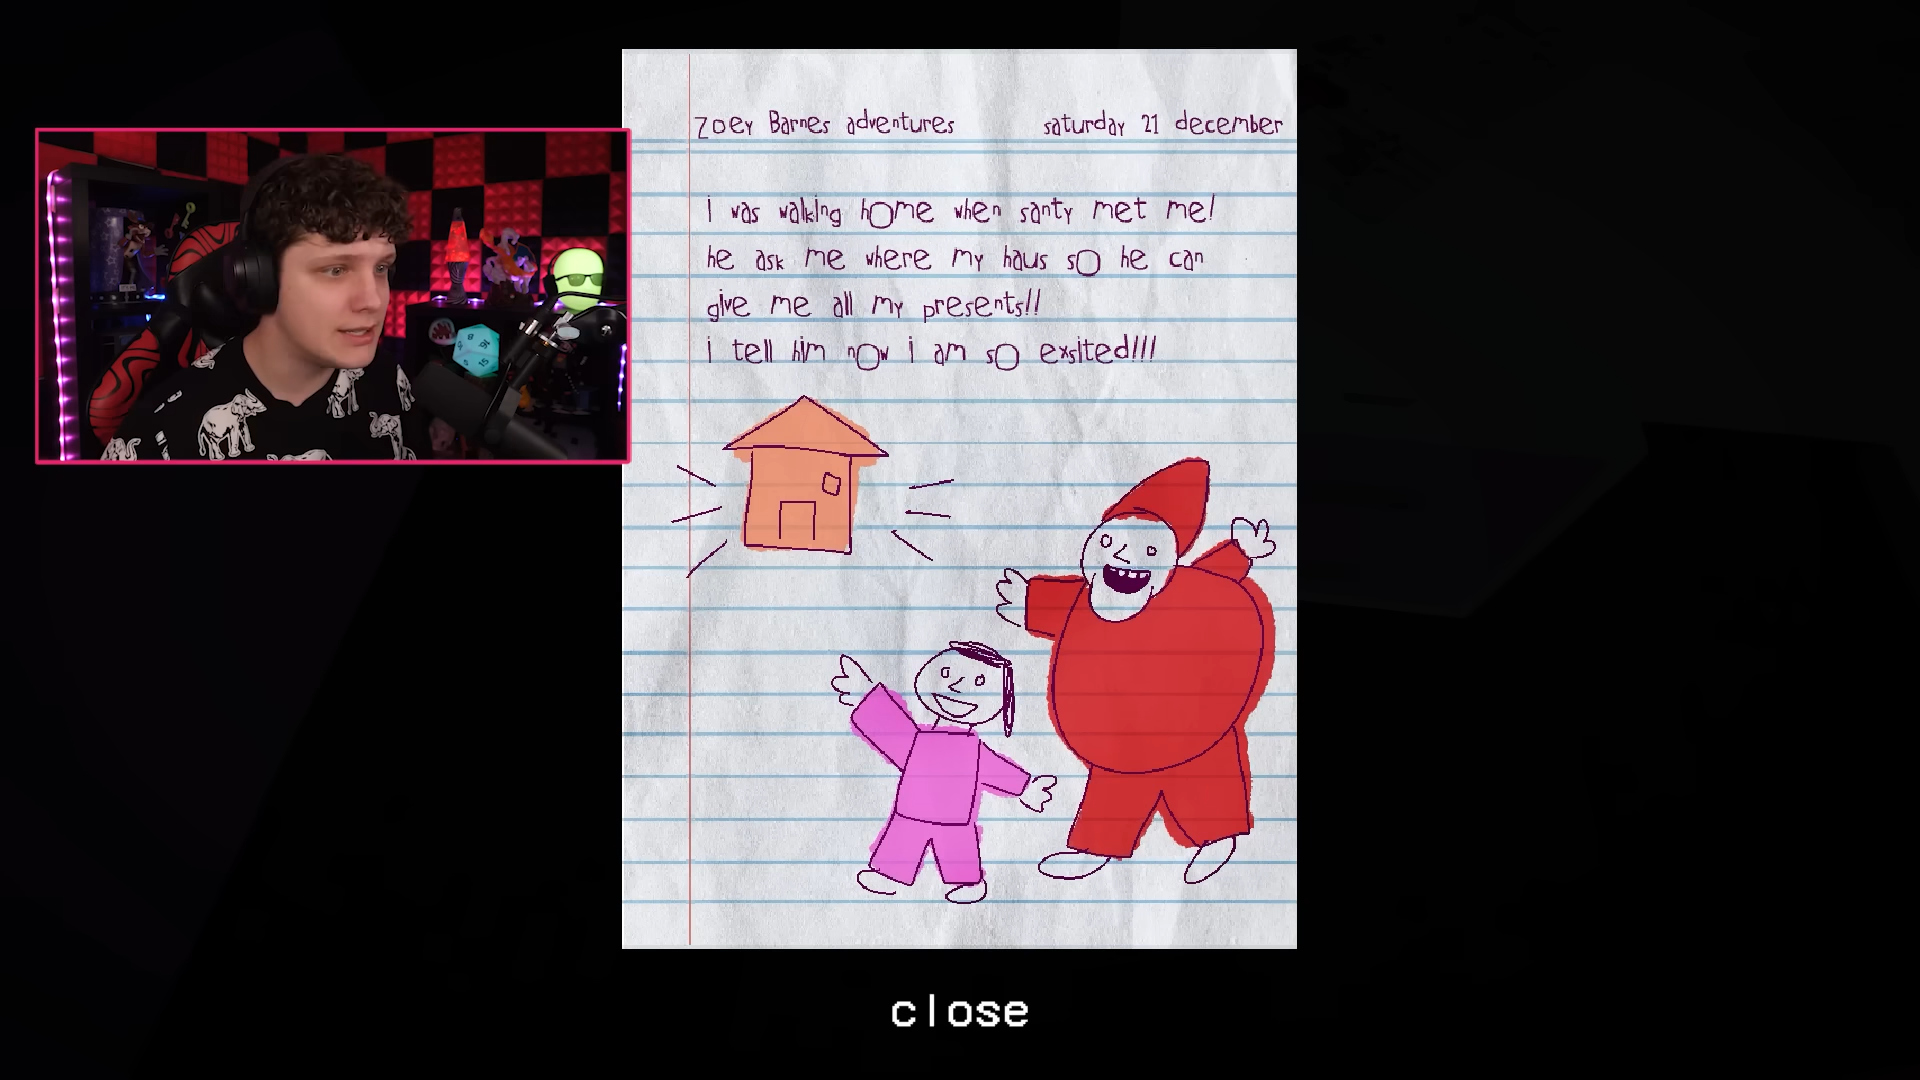 Zoey Barnes adventures saturday 21 december
i was walking home when santy met me!
he ask me where my haus so he can
give me all my presents!!
i tell him now i am so exsited!!!
close